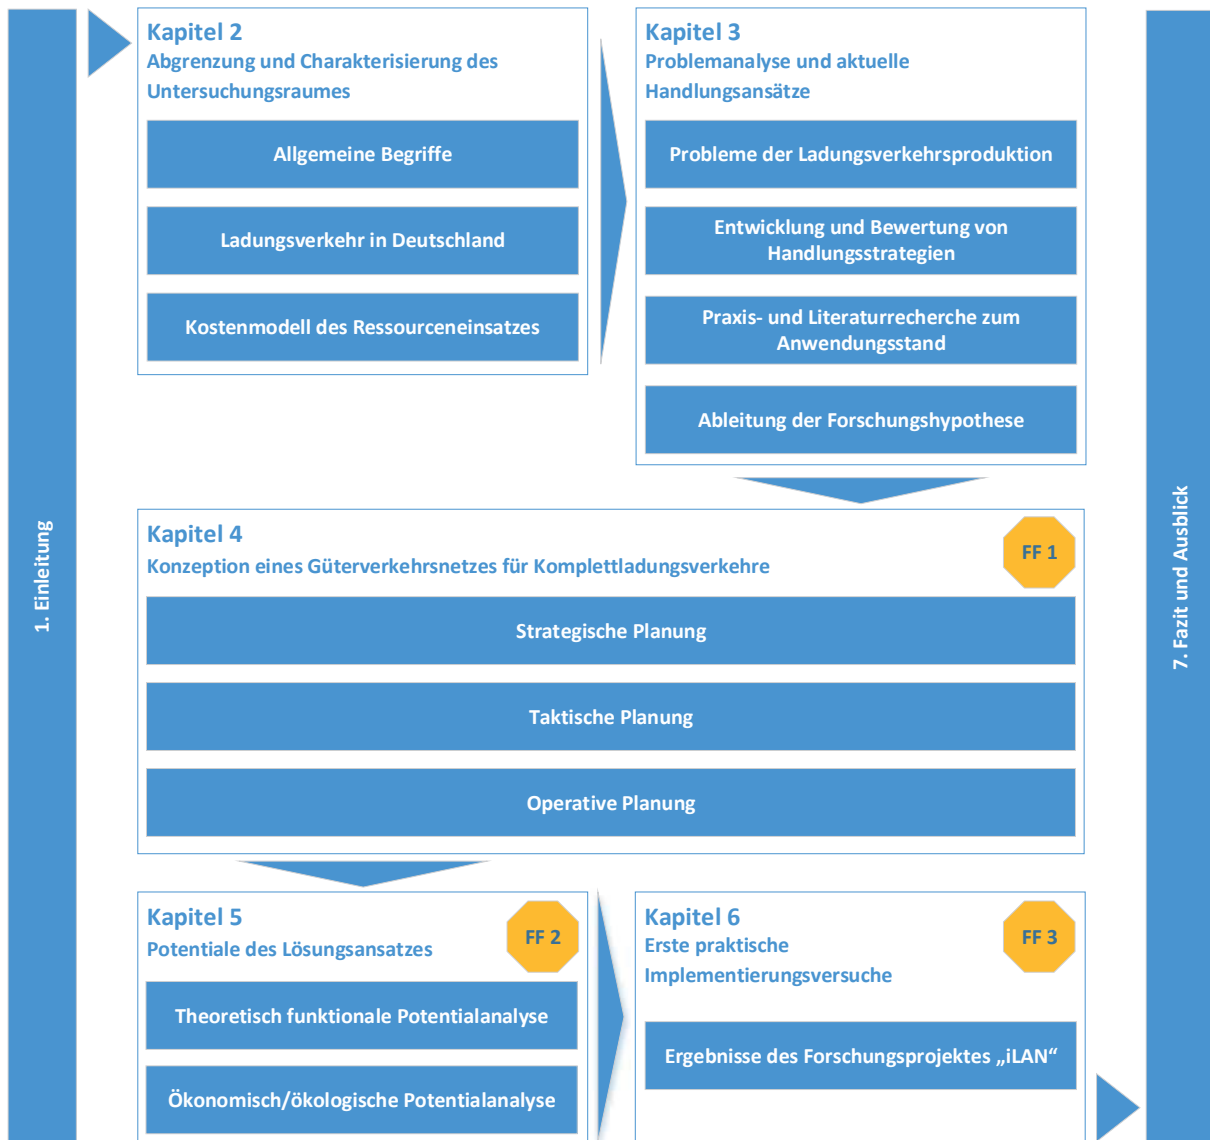 1. Einleitung
Kapitel 2
Abgrenzung und Charakterisierung des
Untersuchungsraumes
Allgemeine Begriffe
Ladungsverkehr in Deutschland
Kostenmodell des Ressourceneinsatzes
Kapitel 3
Problemanalyse und aktuelle
Handlungsansätze
Probleme der Ladungsverkehrsproduktion
Entwicklung und Bewertung von
Handlungsstrategien
Praxis- und Literaturrecherche zum
Anwendungsstand
Ableitung der Forschungshypothese
Kapitel 4
Konzeption eines Güterverkehrsnetzes für Komplettladungsverkehre
FF 1
Strategische Planung
Taktische Planung
Operative Planung
Kapitel 5
Potentiale des Lösungsansatzes
FF 2
Theoretisch funktionale Potentialanalyse
Ökonomisch/ökologische Potentialanalyse
Kapitel 6
Erste praktische
Implementierungsversuche
FF 3
Ergebnisse des Forschungsprojektes „iLAN“
7. Fazit und Ausblick